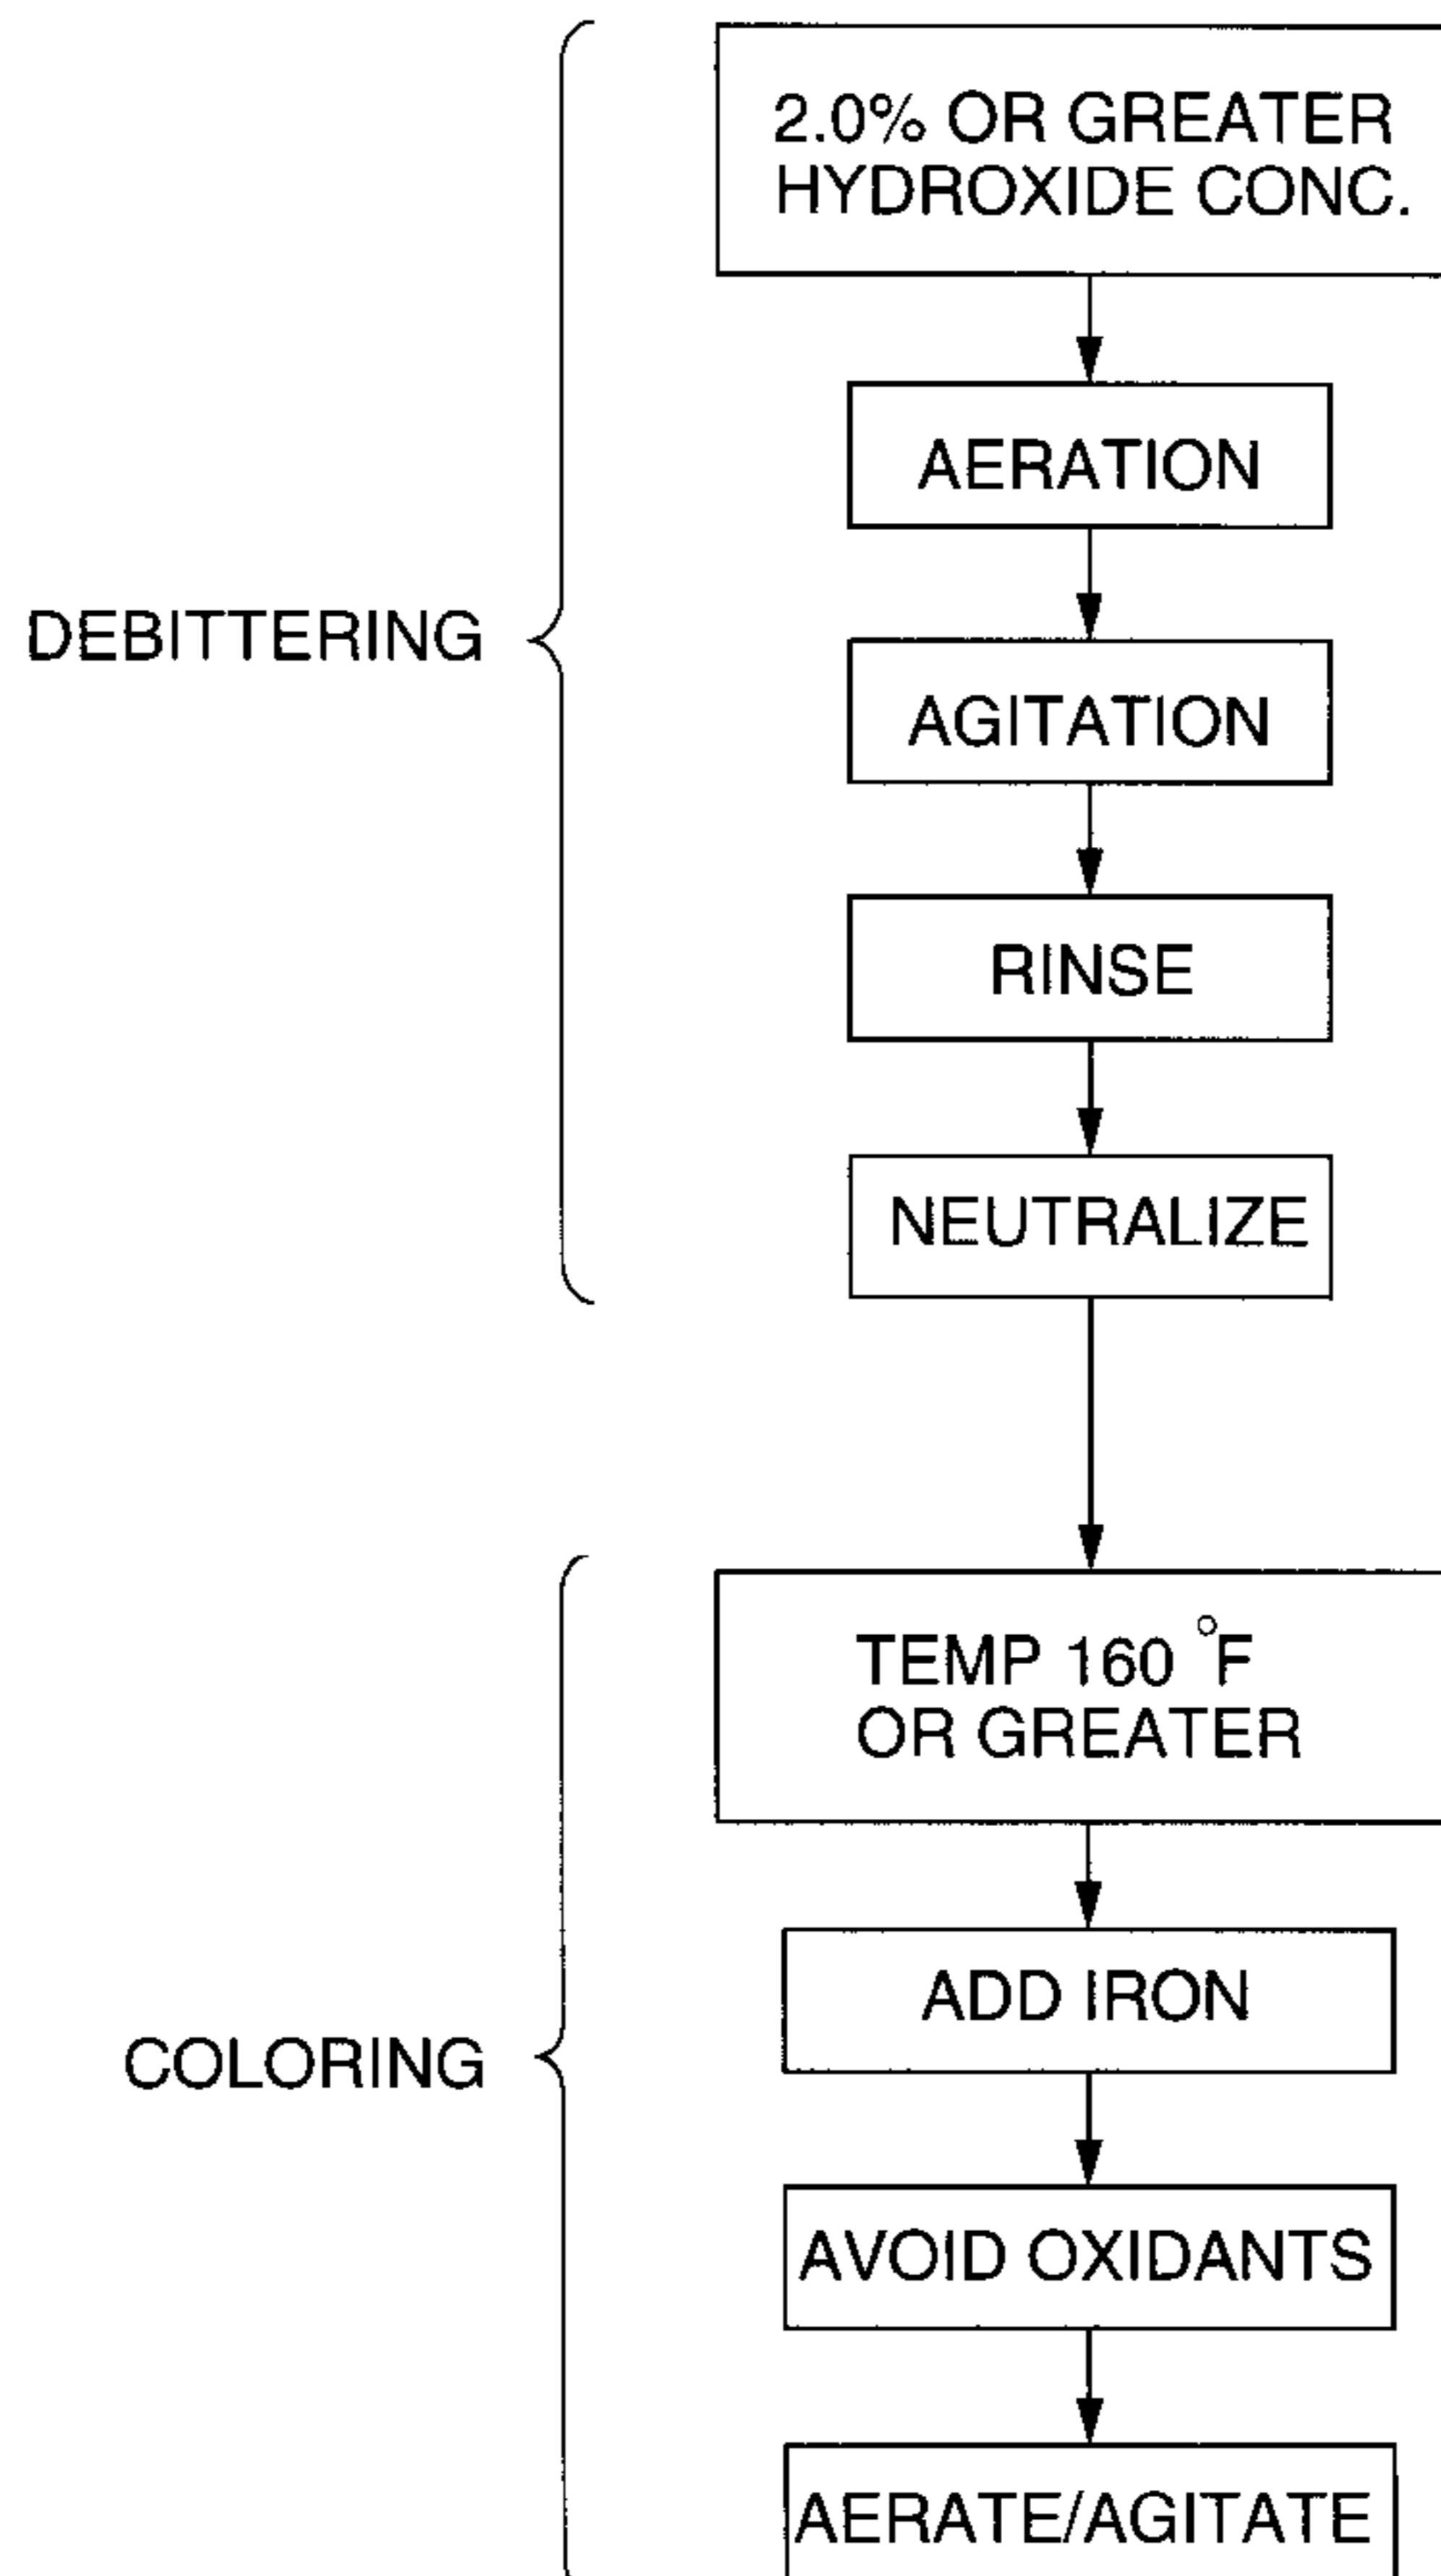 2.0% OR GREATER
HYDROXIDE CONC.
AERATION
DEBITTERING
AGITATION
RINSE
NEUTRALIZE
TEMP 160 °F
OR GREATER
ADD IRON
COLORING
AVOID OXIDANTS
AERATE/AGITATE